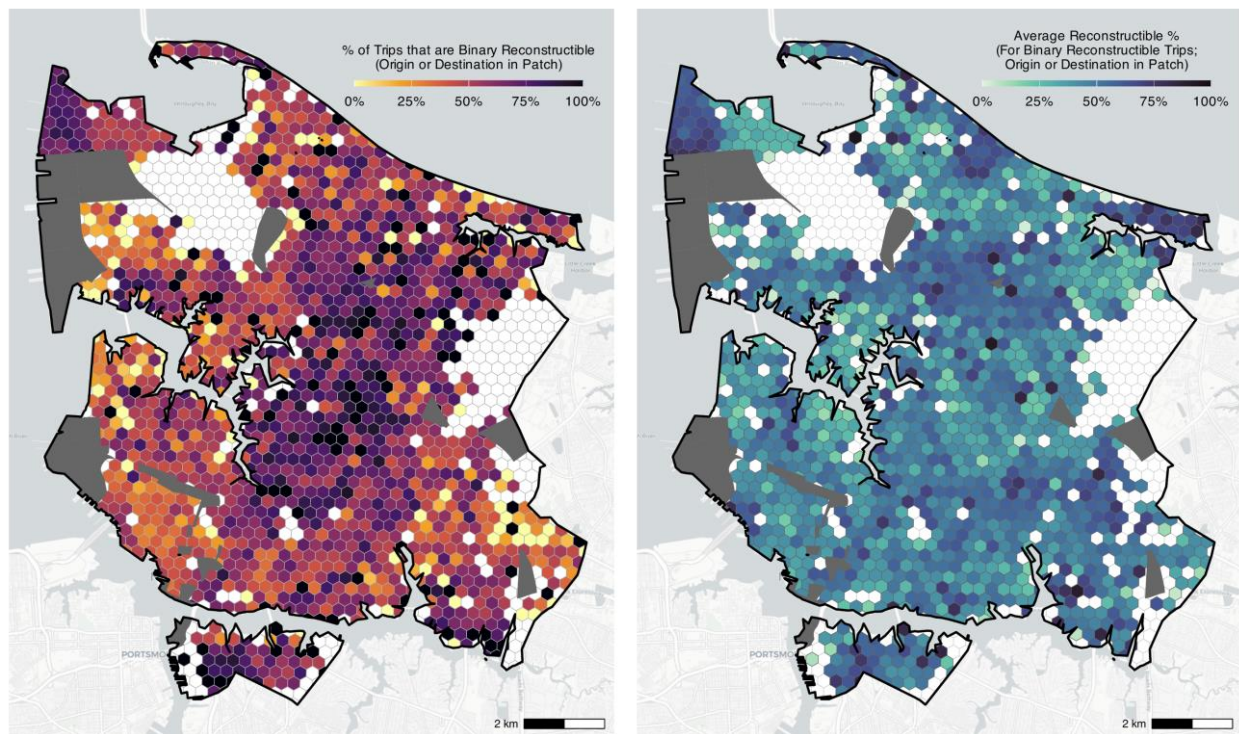 % of Trips that are Binary Reconstructible
(Origin or Destination in Patch)
0% 25% 50% 75% 100%
PORTSMO
2 km
Average Reconstructible %
(For Binary Reconstructible Trips;
Origin or Destination in Patch)
0% 25% 50% 75% 100%
PORTSMO
2 km